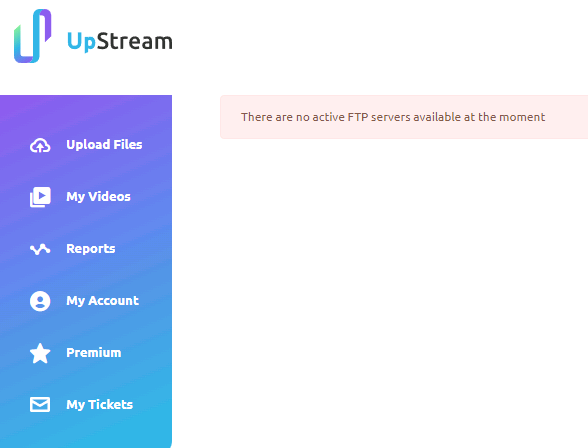 UpStream
There are no active FTP servers available at the moment
Upload Files
My Videos
Reports
My Account
Premium
My Tickets